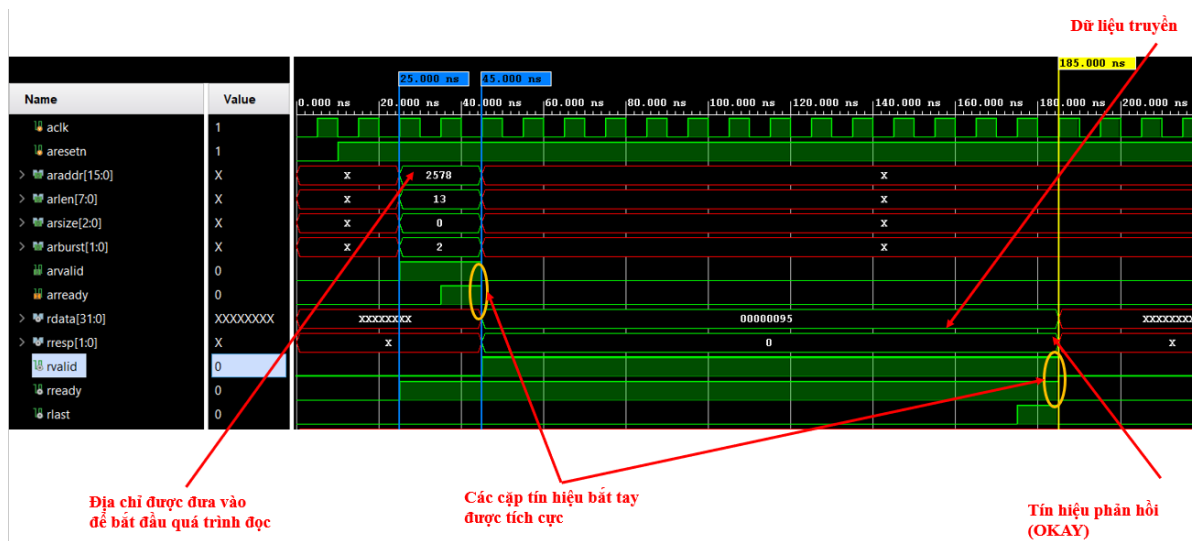 Dữ liệu truyền
185.000 ns
25.000 ns
45.000 ns
Name
Value
0.000 ns
20.000 ns
40.000 ns
60.000 ns
80.000 ns
100.000 ns
120.000 ns
140.000 ns
160.000 ns
180.000 ns
200.000 ns
aclk
1
aresetn
1
araddr[15:0]
X
X
2578
X
arlen[7:0]
X
X
13
X
arsize[2:0]
X
X
0
X
arburst[1:0]
X
X
2
X
arvalid
0
arready
0
rdata[31:0]
XXXXXXXX
XXXXXXXX
00000095
XXXXXXXX
rresp[1:0]
X
X
0
X
rvalid
0
rready
0
rlast
0
Địa chỉ được đưa vào
để bắt đầu quá trình đọc
Các cặp tín hiệu bắt tay
được tích cực
Tín hiệu phản hồi
(OKAY)